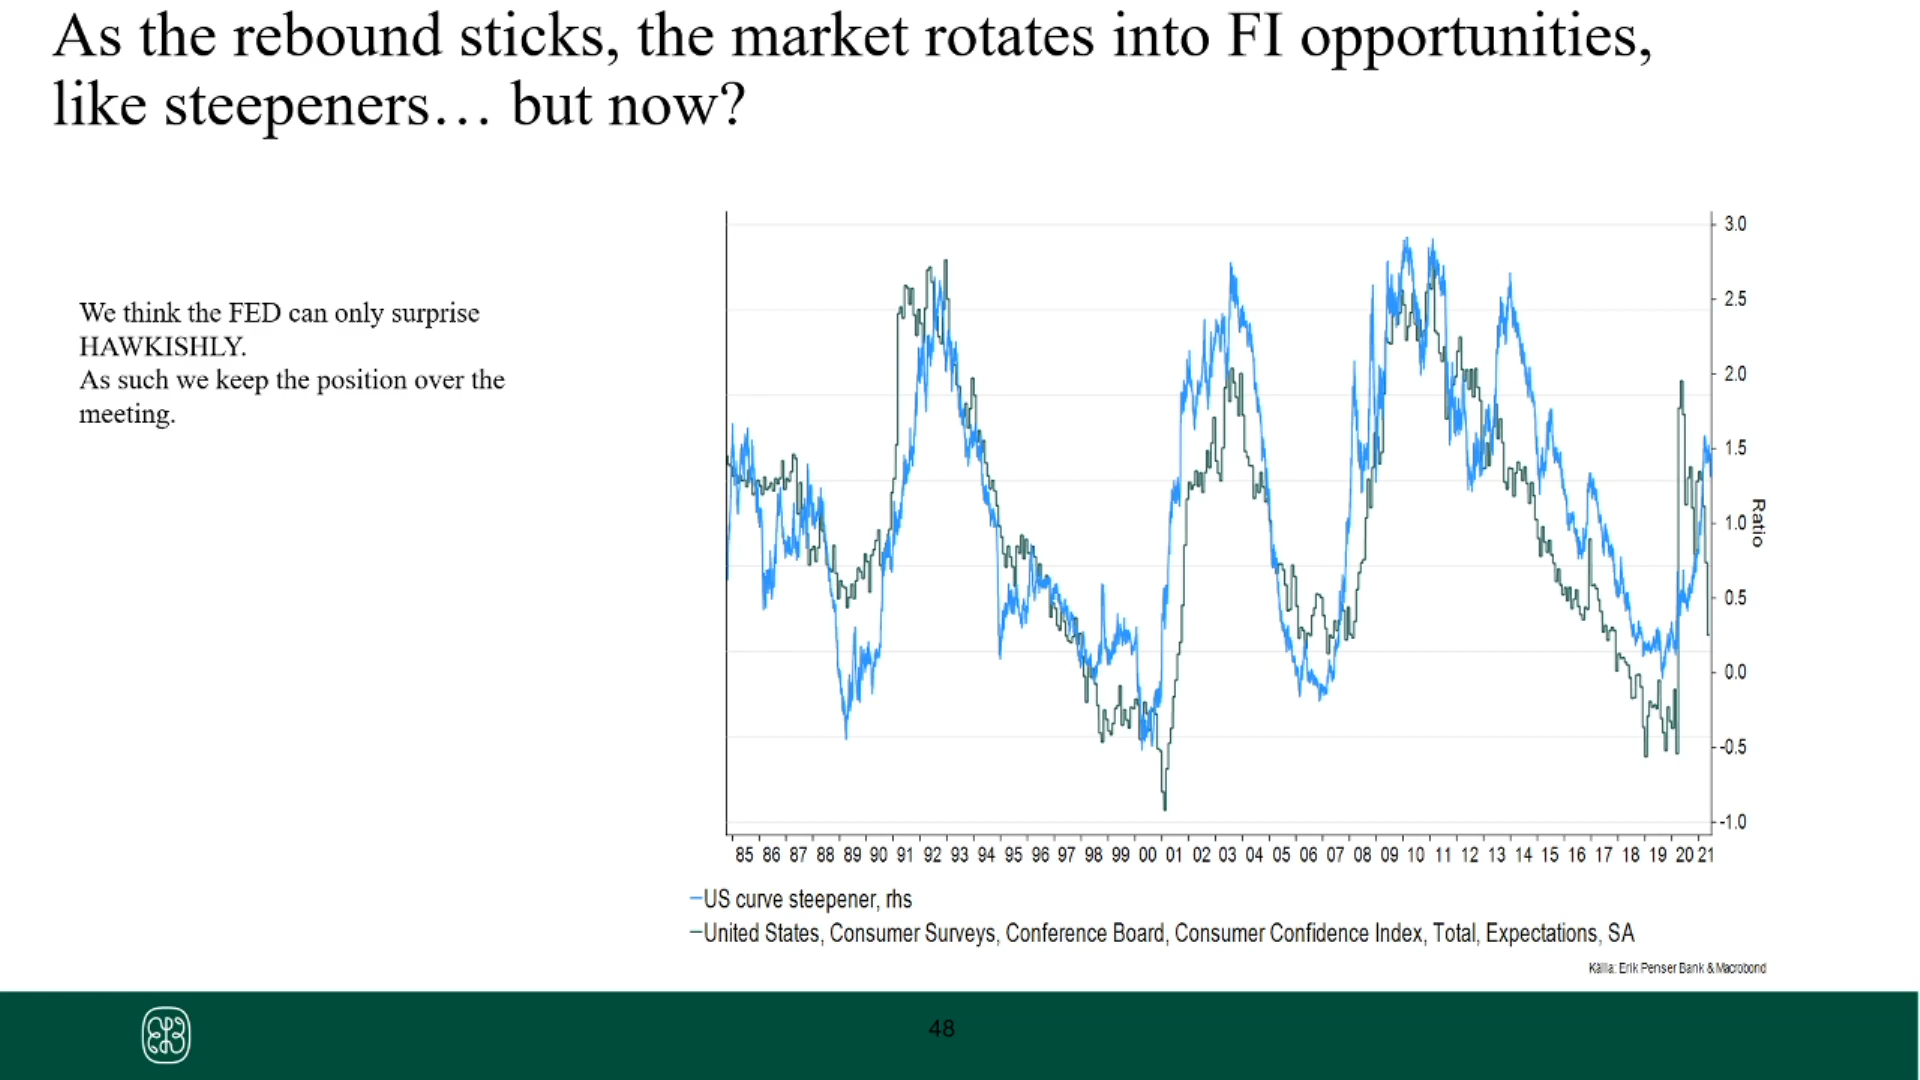 As the rebound sticks, the market rotates into FI opportunities,
like steepeners… but now?
We think the FED can only surprise
HAWKISHLY.
As such we keep the position over the
meeting.
3.0
2.5
2.0
1.5
1.0
0.5
0.0
-0.5
-1.0
Ratio
85 86 87 88 89 90 91 92 93 94 95 96 97 98 99 00 01 02 03 04 05 06 07 08 09 10 11 12 13 14 15 16 17 18 19 20 21
US curve steepener, rhs
United States, Consumer Surveys, Conference Board, Consumer Confidence Index, Total, Expectations, SA
Källa: Erik Penser Bank & Macrobond
48